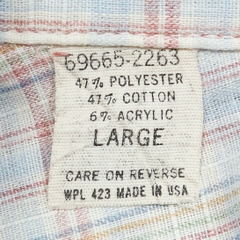 69665-2263
47% POLYESTER
47% COTTON
6% ACRYLIC
LARGE
CARE ON REVERSE
WPL 423 MADE IN USA